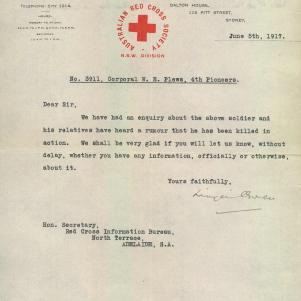 TELEPHONE: CITY
HOURS:
AUSTRALIAN RED CROSS SOCIETY
N.S.W. DIVISION
DALTON HOUSE,
115 PITT STREET,
SYDNEY,
June 5th, 1917.
No. 3911, Corporal W. E. Plews, 4th Pioneers.
Dear Sir,
We have had an enquiry about the above soldier and
his relatives have heard a rumour that he has been killed in
action. We shall be very glad if you will let us know, without
delay, whether you have any information, officially or otherwise,
about it.
Yours faithfully,
Hon. Secretary,
Red Cross Information Bureau,
North Terrace,
ADELAIDE, S.A.